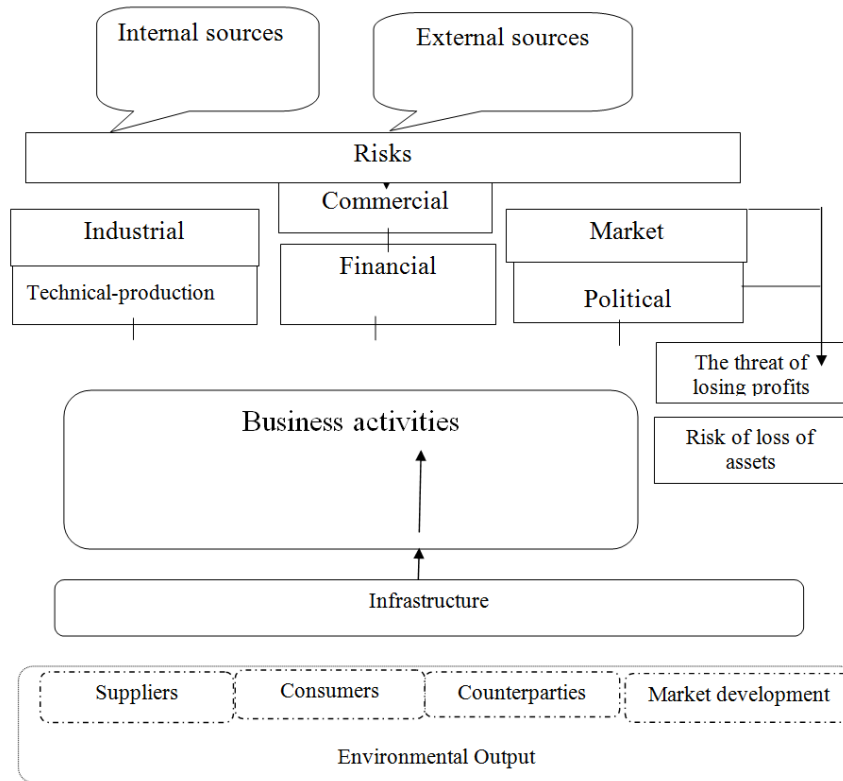 Internal sources
External sources
Risks
Commercial
Industrial
Market
Financial
Technical-production
Political
The threat of
losing profits
Business activities
Risk of loss of
assets
Infrastructure
Suppliers
Consumers
Counterparties
Market development
Environmental Output